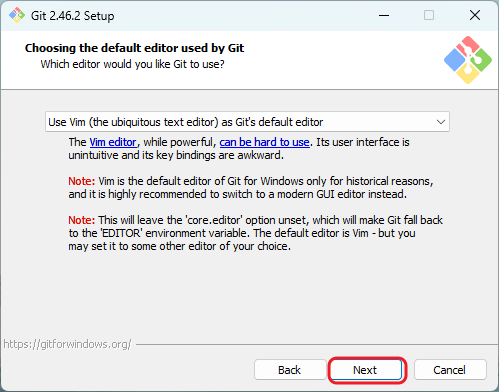 Git 2.46.2 Setup
Choosing the default editor used by Git
Which editor would you like Git to use?
Use Vim (the ubiquitous text editor) as Git's default editor
The Vim editor, while powerful, can be hard to use. Its user interface is
unintuitive and its key bindings are awkward.
Note: Vim is the default editor of Git for Windows only for historical reasons,
and it is highly recommended to switch to a modern GUI editor instead.
Note: This will leave the 'core.editor' option unset, which will make Git fall back
to the 'EDITOR' environment variable. The default editor is Vim - but you
may set it to some other editor of your choice.
https://gitforwindows.org/
Back
Next
Cancel